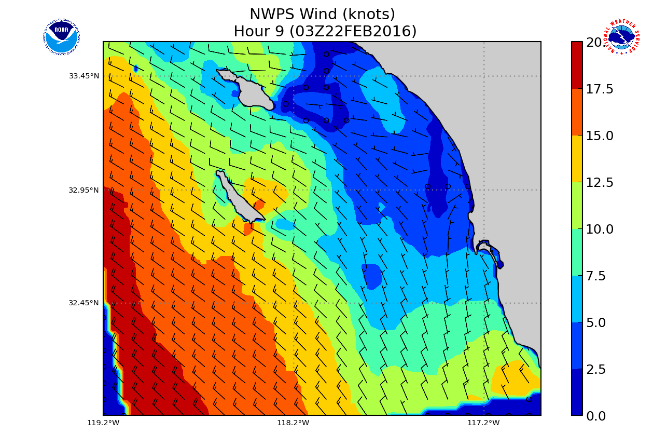 NWPS Wind (knots)
Hour 9 (03Z22FEB2016)
NOAA
33.45°N
32.95°N
32.45°N
119.2°W
118.2°W
117.2°W
20
17.5
15.0
12.5
10.0
7.5
5.0
2.5
0.0